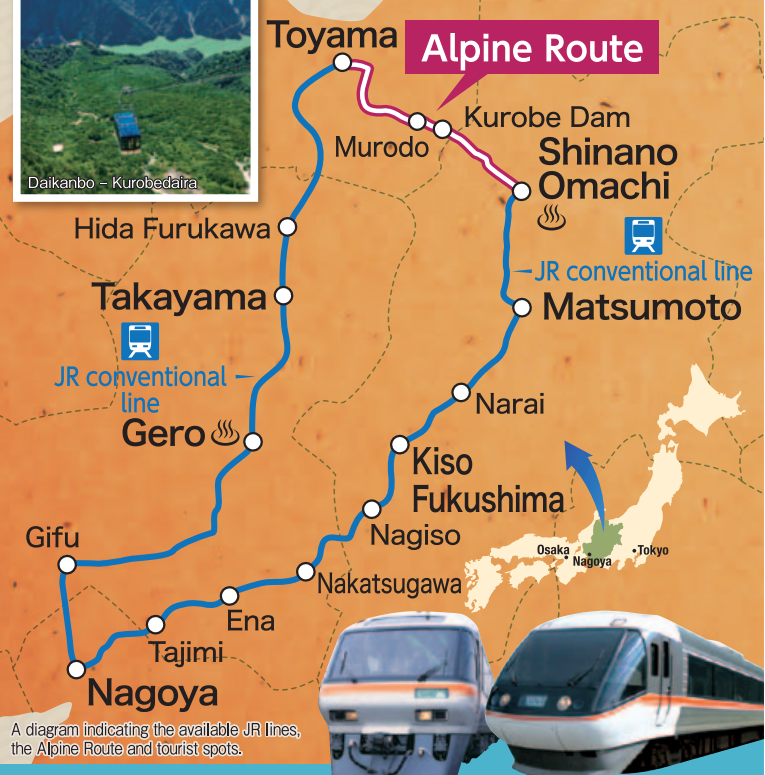 Toyama
Alpine Route
Murodo
Kurobe Dam
Shinano
Omachi
Daikanbo – Kurobedaira
Hida Furukawa
JR conventional line
Takayama
Matsumoto
JR conventional
line
Gero
Narai
Kiso
Fukushima
Nagiso
Gifu
Nakatsugawa
Ena
Tajimi
Nagoya
Osaka
Nagoya
Tokyo
A diagram indicating the available JR lines,
the Alpine Route and tourist spots.